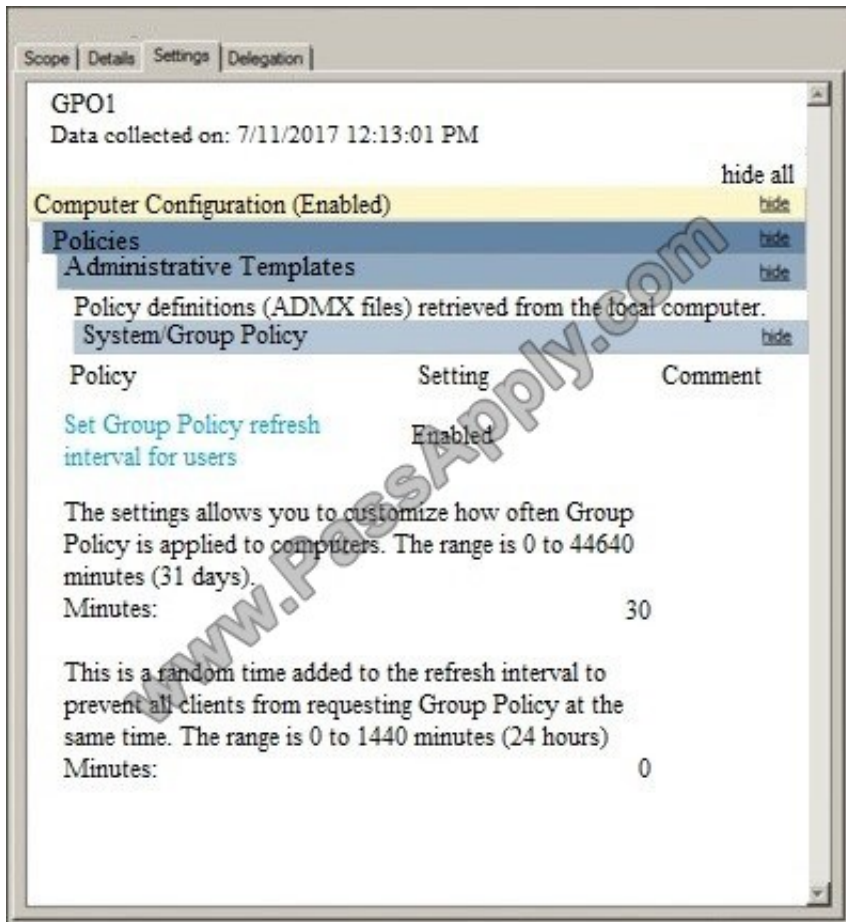 Scope Details Settings Delegation
GPO1
Data collected on: 7/11/2017 12:13:01 PM
hide all
Computer Configuration (Enabled) hide
Policies hide
Administrative Templates hide
Policy definitions (ADMX files) retrieved from the local computer.
System/Group Policy hide
Policy Setting Comment
Set Group Policy refresh
interval for users
Enabled
The settings allows you to customize how often Group
Policy is applied to computers. The range is 0 to 44640
minutes (31 days).
Minutes: 30
This is a random time added to the refresh interval to
prevent all clients from requesting Group Policy at the
same time. The range is 0 to 1440 minutes (24 hours)
Minutes: 0
www.PassApply.com